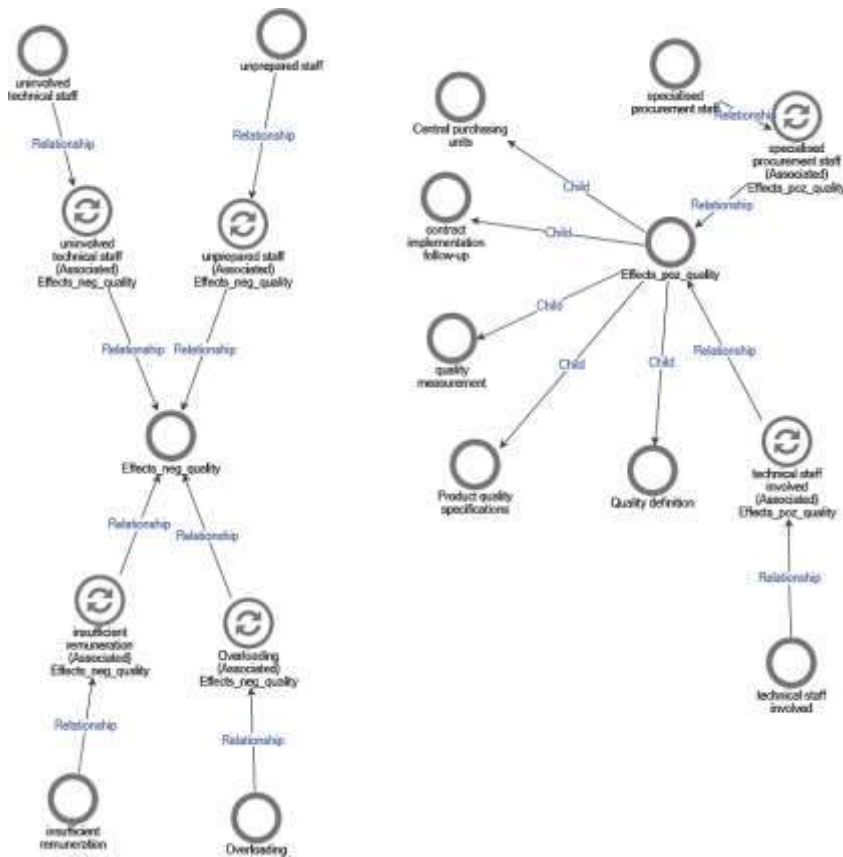 uninvolved
technical staff
Relationship
uninvolved
technical staff
(Associated)
Effects_neg_quality
Relationship
unprepared staff
Relationship
unprepared staff
(Associated)
Effects_neg_quality
Relationship
Effects_neg_quality
Relationship
insufficient
remuneration
(Associated)
Effects_neg_quality
Relationship
insufficient
remuneration
Relationship
Overloading
(Associated)
Effects_neg_quality
Relationship
Overloading
specialised
procurement staff
Relationship
specialised
procurement staff
(Associated)
Effects_poz_quality
Relationship
Central purchasing
units
Child
contract
implementation
follow-up
Child
Effects_poz_quality
Child
quality
measurement
Child
Product quality
specifications
Child
Quality definition
Relationship
technical staff
involved
(Associated)
Effects_poz_quality
Relationship
technical staff
involved